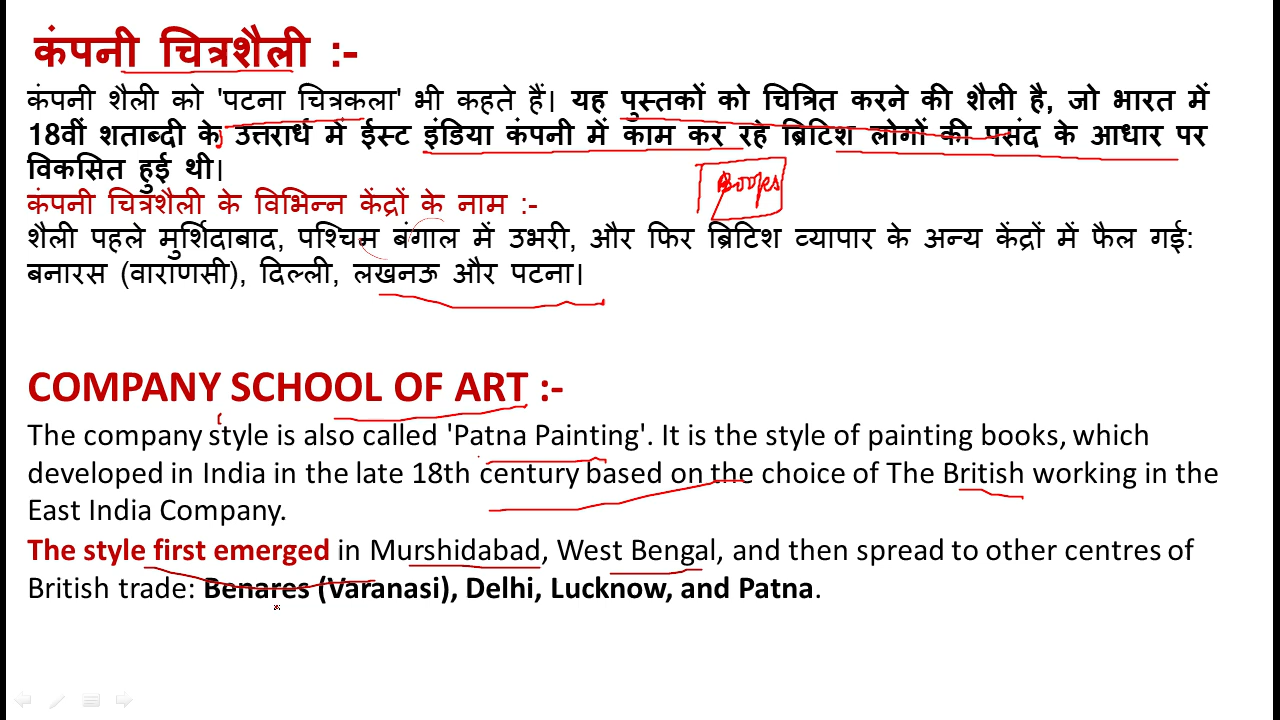 कंपनी चित्रशैली :-
कंपनी शैली को 'पटना चित्रकला' भी कहते हैं। यह पुस्तकों को चित्रित करने की शैली है, जो भारत में
18वीं शताब्दी के उत्तरार्ध में ईस्ट इंडिया कंपनी में काम कर रहे ब्रिटिश लोगों की पसंद के आधार पर
विकसित हुई थी।
Books
कंपनी चित्रशैली के विभिन्न केंद्रों के नाम :-
शैली पहले मुर्शिदाबाद, पश्चिम बंगाल में उभरी, और फिर ब्रिटिश व्यापार के अन्य केंद्रों में फैल गई:
बनारस (वाराणसी), दिल्ली, लखनऊ और पटना।
COMPANY SCHOOL OF ART :-
The company style is also called 'Patna Painting'. It is the style of painting books, which
developed in India in the late 18th century based on the choice of The British working in the
East India Company.
The style first emerged in Murshidabad, West Bengal, and then spread to other centres of
British trade: Benares (Varanasi), Delhi, Lucknow, and Patna.